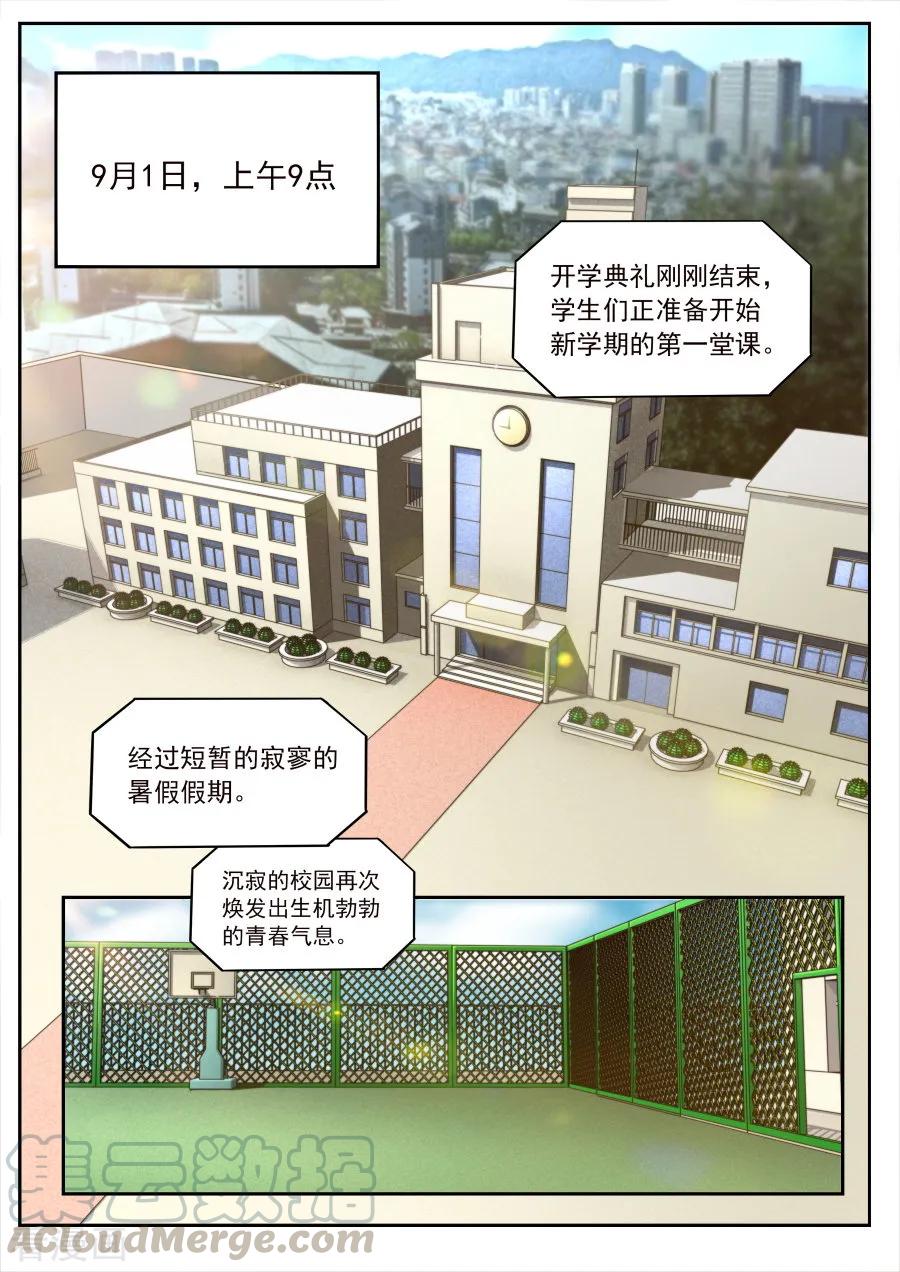 9月1日，上午9点
开学典礼刚刚结束，
学生们正准备开始
新学期的第一堂课。
经过短暂的寂寥的
暑假假期。
沉寂的校园再次
焕发出生机勃勃
的青春气息。
集云数据
ACloudMerge.com
看漫画